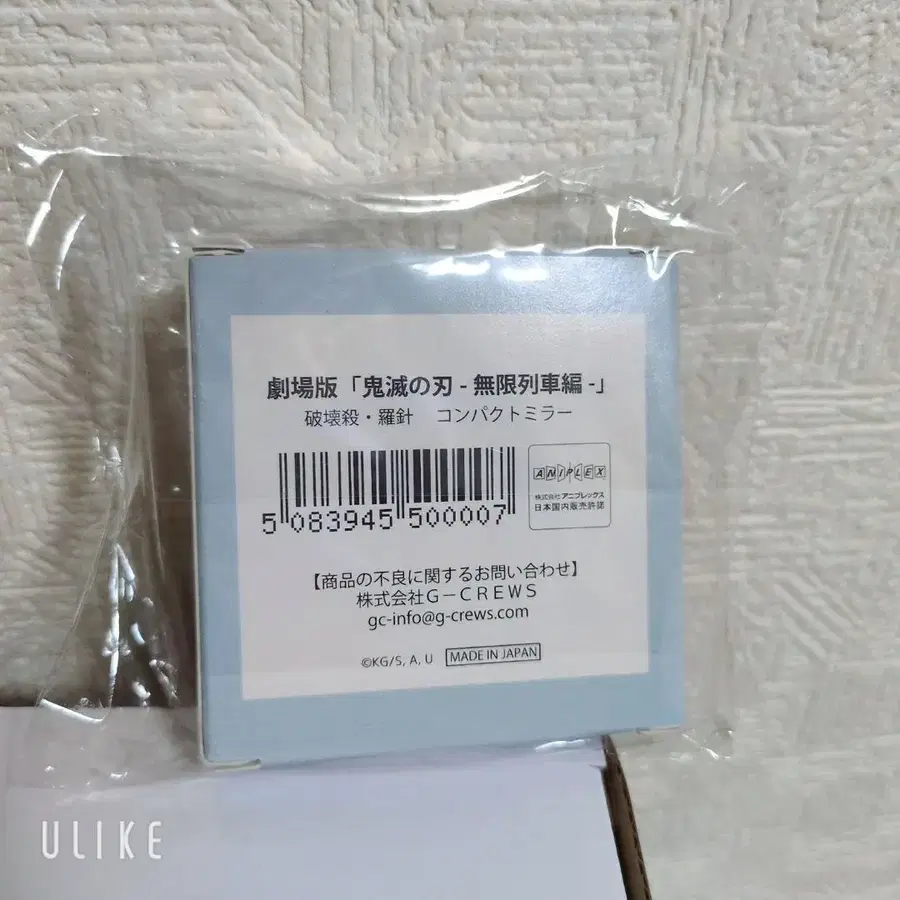 劇場版「鬼滅の刃 - 無限列車編 -」
破壊殺・羅針　コンパクトミラー
5 083945 500007
ANIPLEX
株式会社 アニプレックス
日本国内販売許諾
【商品の不良に関するお問い合わせ】
株式会社G－CREWS
gc-info@g-crews.com
©KG/S, A, U MADE IN JAPAN
ULIKE